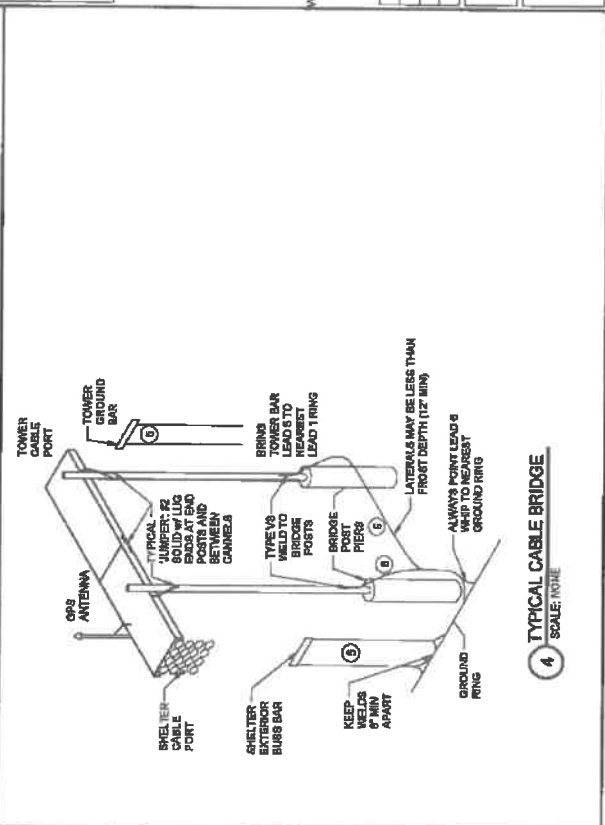 TOWER
CABLE
PORT
GPS
ANTENNA
TOWER
GROUND
BAR
5
SHELTER
CABLE
PORT
TYPICAL
JUMPER: #2
SOLID w/ LUG
ENDS AT END
POSTS AND
BETWEEN
CANNELS
BRING
TOWER BAR
LEAD 5 TO
NEAREST
LEAD 1 RING
SHELTER
EXTERIOR
BUSS BAR
5
TYPE VS
WELD TO
BRIDGE
POSTS
BRIDGE
POST
PIERS
6
6
LATERALS MAY BE LESS THAN
FROST DEPTH (12" MIN)
KEEP
WELDS
6" MIN
APART
ALWAYS POINT LEAD 6
WHIP TO NEAREST
GROUND RING
GROUND
RING
4 TYPICAL CABLE BRIDGE
SCALE: NONE